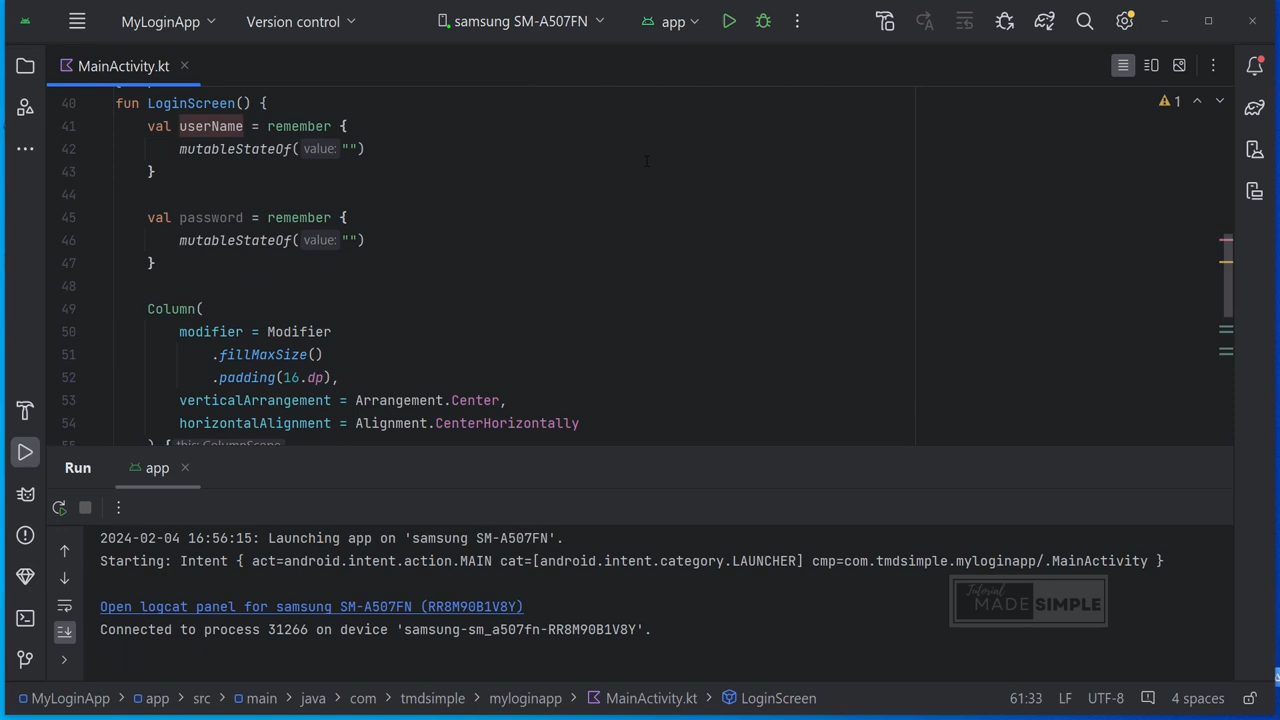 MyLoginApp Version control samsung SM-A507FN app
MainActivity.kt
1
40 fun LoginScreen() {
41 val userName = remember {
42 mutableStateOf(value: "")
43 }
44
45 val password = remember {
46 mutableStateOf(value: "")
47 }
48
49 Column(
50 modifier = Modifier
51 .fillMaxSize()
52 .padding(16.dp),
53 verticalArrangement = Arrangement.Center,
54 horizontalAlignment = Alignment.CenterHorizontally
55 ) { this: ColumnScope
Run app
2024-02-04 16:56:15: Launching app on 'samsung SM-A507FN'.
Starting: Intent { act=android.intent.action.MAIN cat=[android.intent.category.LAUNCHER] cmp=com.tmdsimple.myloginapp/.MainActivity }
Open logcat panel for samsung SM-A507FN (RR8M90B1V8Y)
Connected to process 31266 on device 'samsung-sm_a507fn-RR8M90B1V8Y'.
Tutorial
MADE SIMPLE
MyLoginApp app src main java com tmdsimple myloginapp MainActivity.kt LoginScreen 61:33 LF UTF-8 4 spaces